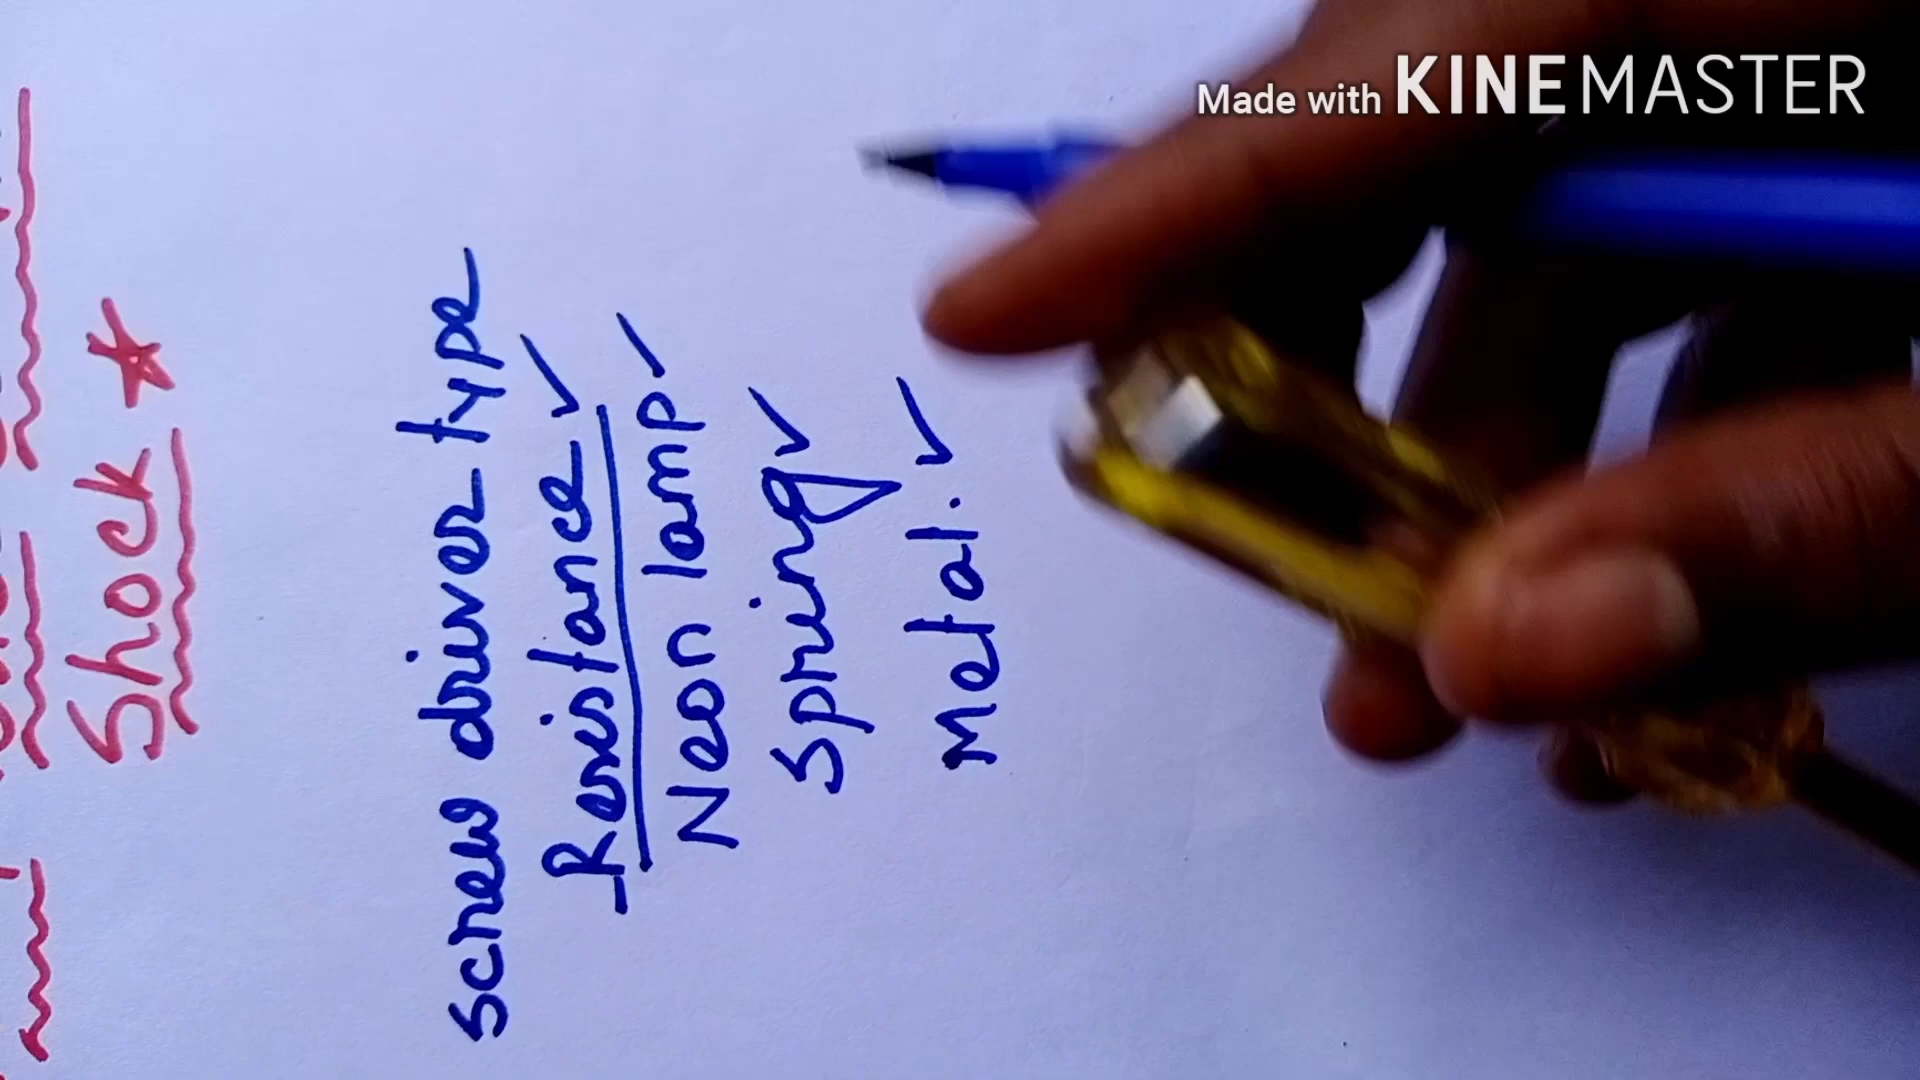 Made with KINEMASTER
Shock
screw driver type
Resistance
Neon lamp
Spring
Metal.